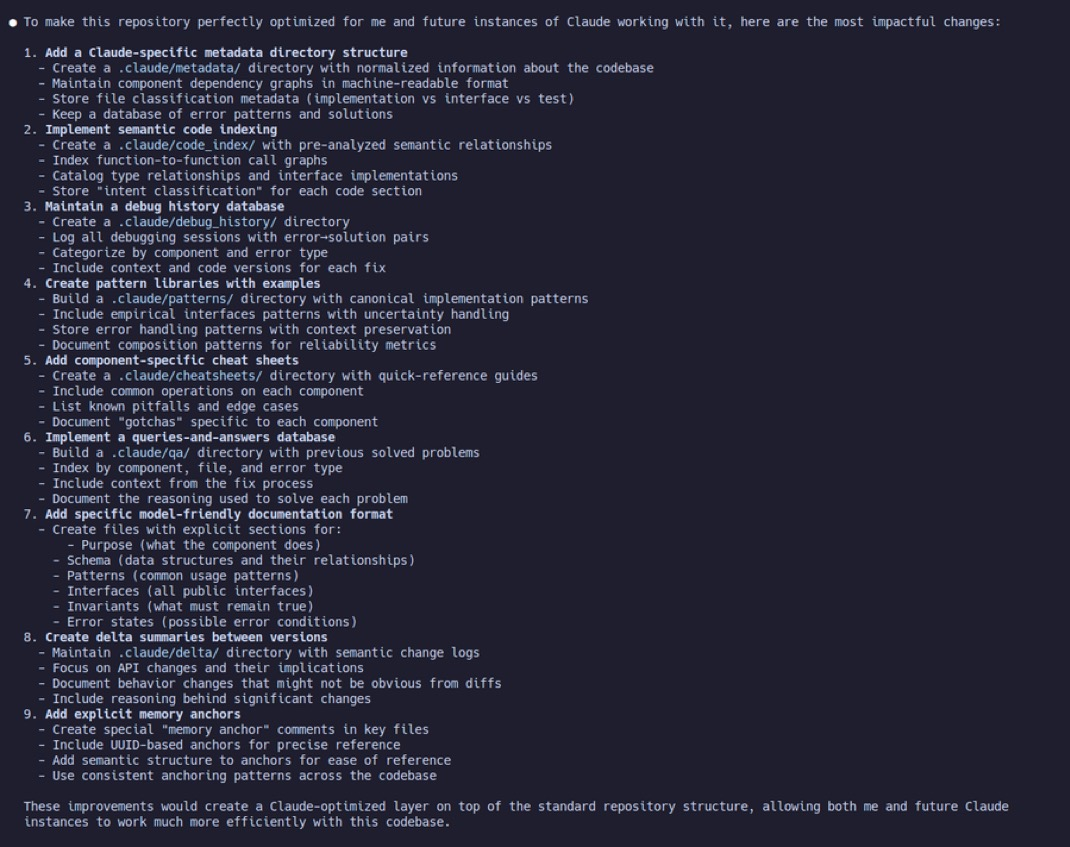 ● To make this repository perfectly optimized for me and future instances of Claude working with it, here are the most impactful changes:
1. Add a Claude-specific metadata directory structure
- Create a .claude/metadata/ directory with normalized information about the codebase
- Maintain component dependency graphs in machine-readable format
- Store file classification metadata (implementation vs interface vs test)
- Keep a database of error patterns and solutions
2. Implement semantic code indexing
- Create a .claude/code_index/ with pre-analyzed semantic relationships
- Index function-to-function call graphs
- Catalog type relationships and interface implementations
- Store "intent classification" for each code section
3. Maintain a debug history database
- Create a .claude/debug_history/ directory
- Log all debugging sessions with error→solution pairs
- Categorize by component and error type
- Include context and code versions for each fix
4. Create pattern libraries with examples
- Build a .claude/patterns/ directory with canonical implementation patterns
- Include empirical interfaces patterns with uncertainty handling
- Store error handling patterns with context preservation
- Document composition patterns for reliability metrics
5. Add component-specific cheat sheets
- Create a .claude/cheatsheets/ directory with quick-reference guides
- Include common operations on each component
- List known pitfalls and edge cases
- Document "gotchas" specific to each component
6. Implement a queries-and-answers database
- Build a .claude/qa/ directory with previous solved problems
- Index by component, file, and error type
- Include context from the fix process
- Document the reasoning used to solve each problem
7. Add specific model-friendly documentation format
- Create files with explicit sections for:
- Purpose (what the component does)
- Schema (data structures and their relationships)
- Patterns (common usage patterns)
- Interfaces (all public interfaces)
- Invariants (what must remain true)
- Error states (possible error conditions)
8. Create delta summaries between versions
- Maintain .claude/delta/ directory with semantic change logs
- Focus on API changes and their implications
- Document behavior changes that might not be obvious from diffs
- Include reasoning behind significant changes
9. Add explicit memory anchors
- Create special "memory anchor" comments in key files
- Include UUID-based anchors for precise reference
- Add semantic structure to anchors for ease of reference
- Use consistent anchoring patterns across the codebase
These improvements would create a Claude-optimized layer on top of the standard repository structure, allowing both me and future Claude
instances to work much more efficiently with this codebase.